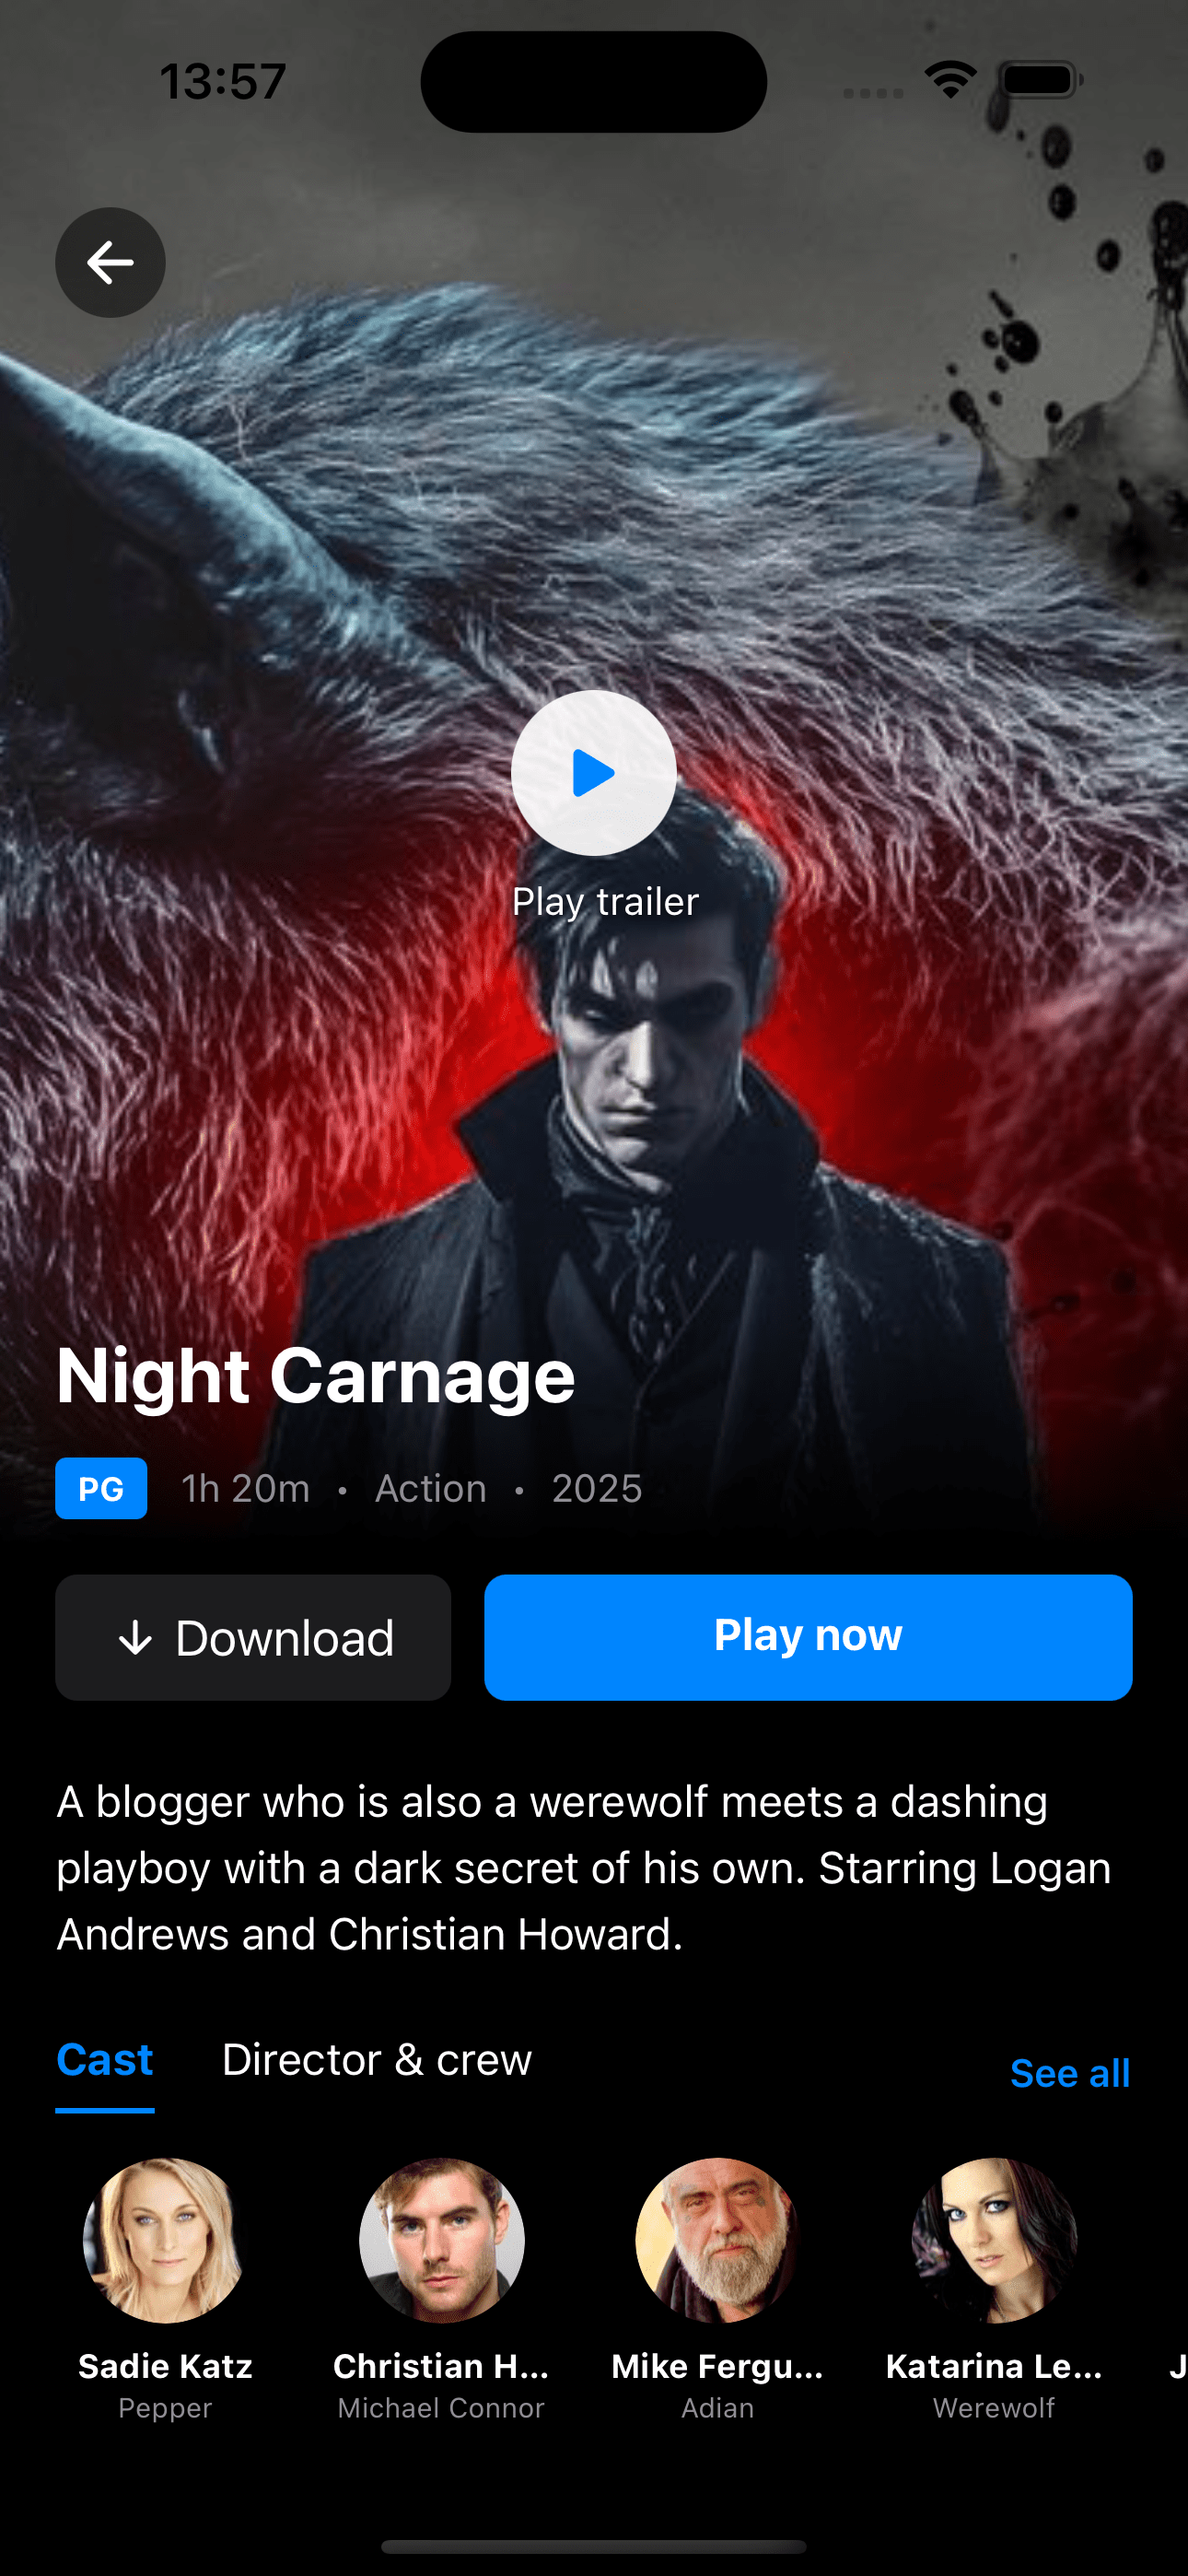 13:57
Play trailer
Night Carnage
PG 1h 20m • Action • 2025
Download
Play now
A blogger who is also a werewolf meets a dashing
playboy with a dark secret of his own. Starring Logan
Andrews and Christian Howard.
Cast
Director & crew
See all
Sadie Katz
Pepper
Christian H...
Michael Connor
Mike Fergu...
Adian
Katarina Le...
Werewolf
J